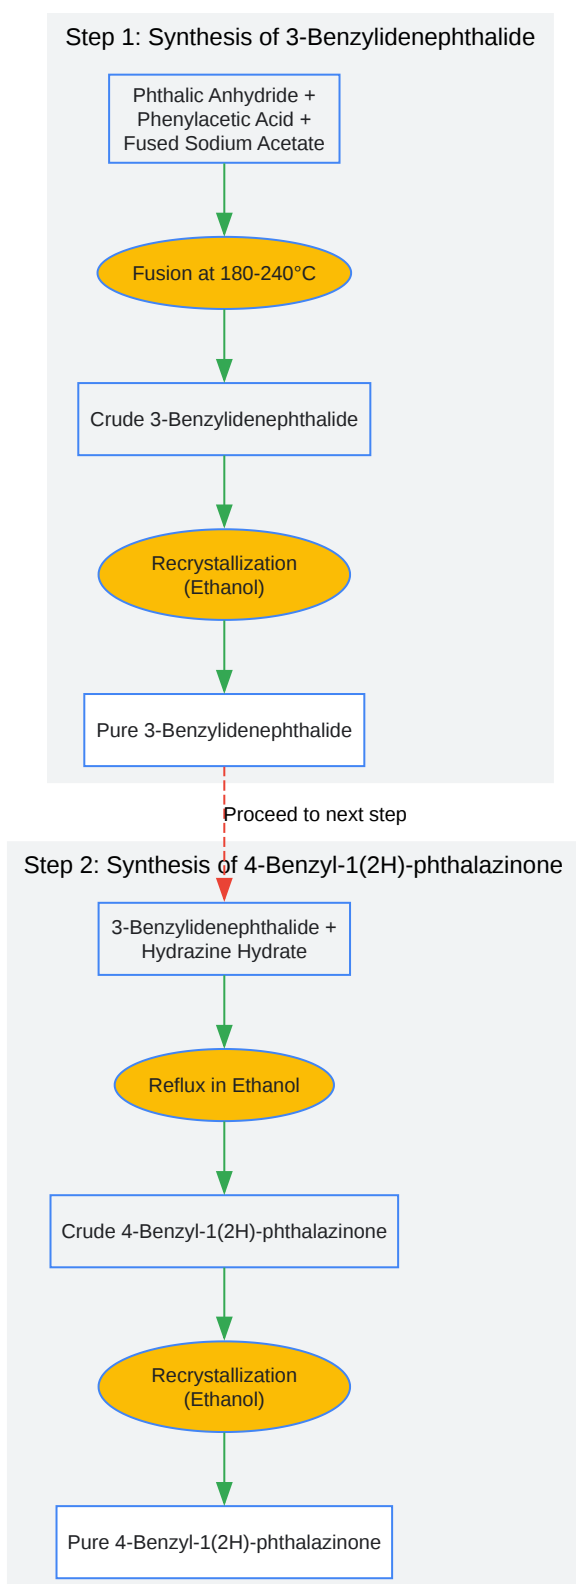 Step 1: Synthesis of 3-Benzylidenephthalide
Phthalic Anhydride +
Phenylacetic Acid +
Fused Sodium Acetate
Fusion at 180-240°C
Crude 3-Benzylidenephthalide
Recrystallization
(Ethanol)
Pure 3-Benzylidenephthalide
Proceed to next step
Step 2: Synthesis of 4-Benzyl-1(2H)-phthalazinone
3-Benzylidenephthalide +
Hydrazine Hydrate
Reflux in Ethanol
Crude 4-Benzyl-1(2H)-phthalazinone
Recrystallization
(Ethanol)
Pure 4-Benzyl-1(2H)-phthalazinone